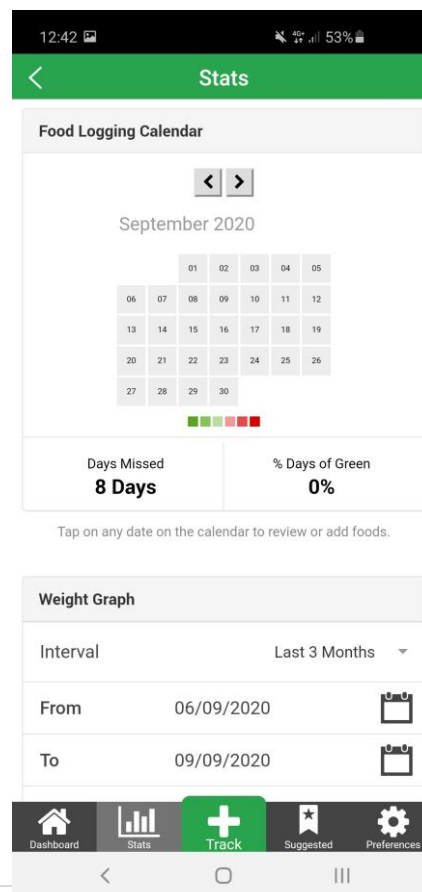 12:42 4G+ 53%
Stats
Food Logging Calendar
< >
September 2020
01 02 03 04 05
06 07 08 09 10 11 12
13 14 15 16 17 18 19
20 21 22 23 24 25 26
27 28 29 30
Days Missed % Days of Green
8 Days 0%
Tap on any date on the calendar to review or add foods.
Weight Graph
Interval Last 3 Months
From 06/09/2020
To 09/09/2020
Dashboard Stats Track Suggested Preferences